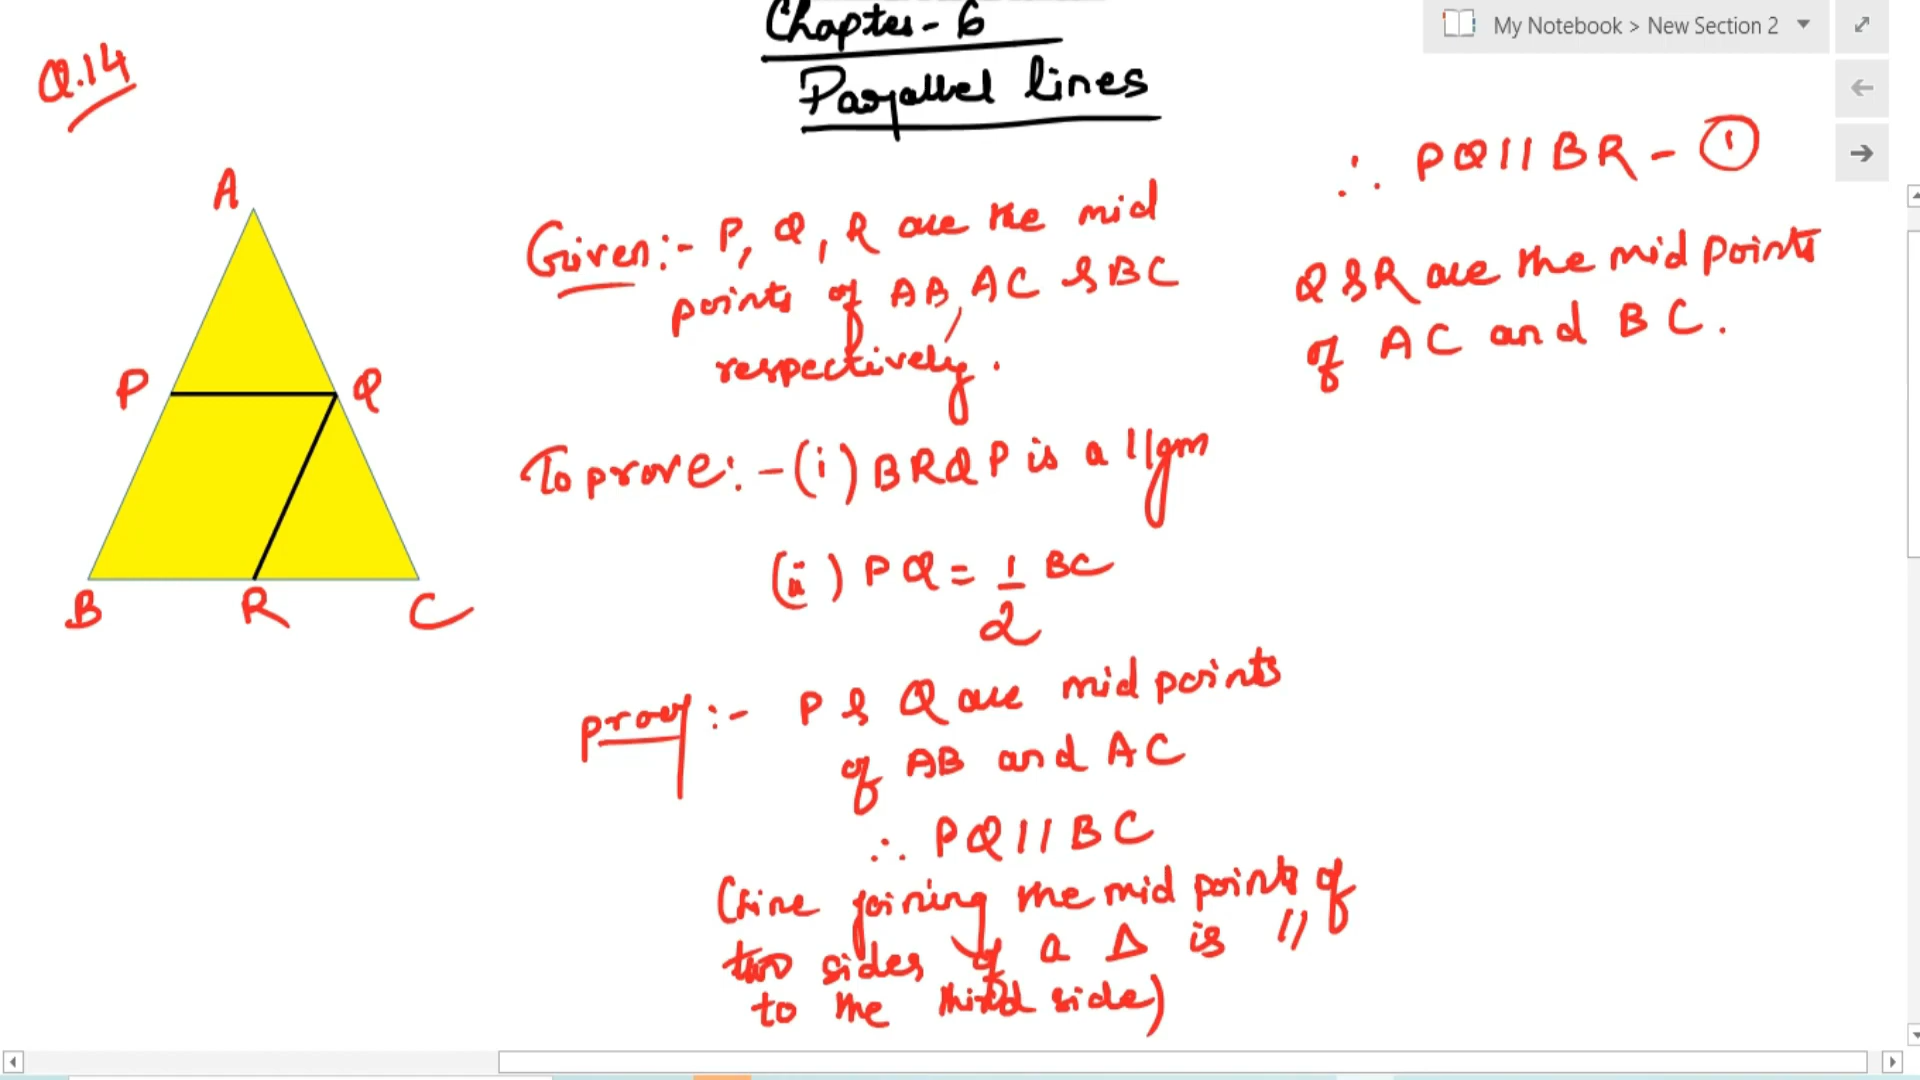 Chapter - 6
Parallel lines
My Notebook > New Section 2
Q.14
A
P
Q
B
R
C
Given :- P, Q, R are the mid
points of AB, AC & BC
respectively.
To prove :- (i) BRQP is a ||gm
(ii) PQ = 1/2 BC
proof :- P & Q are mid points
of AB and AC
∴ PQ || BC
(line joining the mid points of
two sides of a Δ is ||
to the third side)
∴ PQ || BR - ①
Q & R are the mid points
of AC and BC.